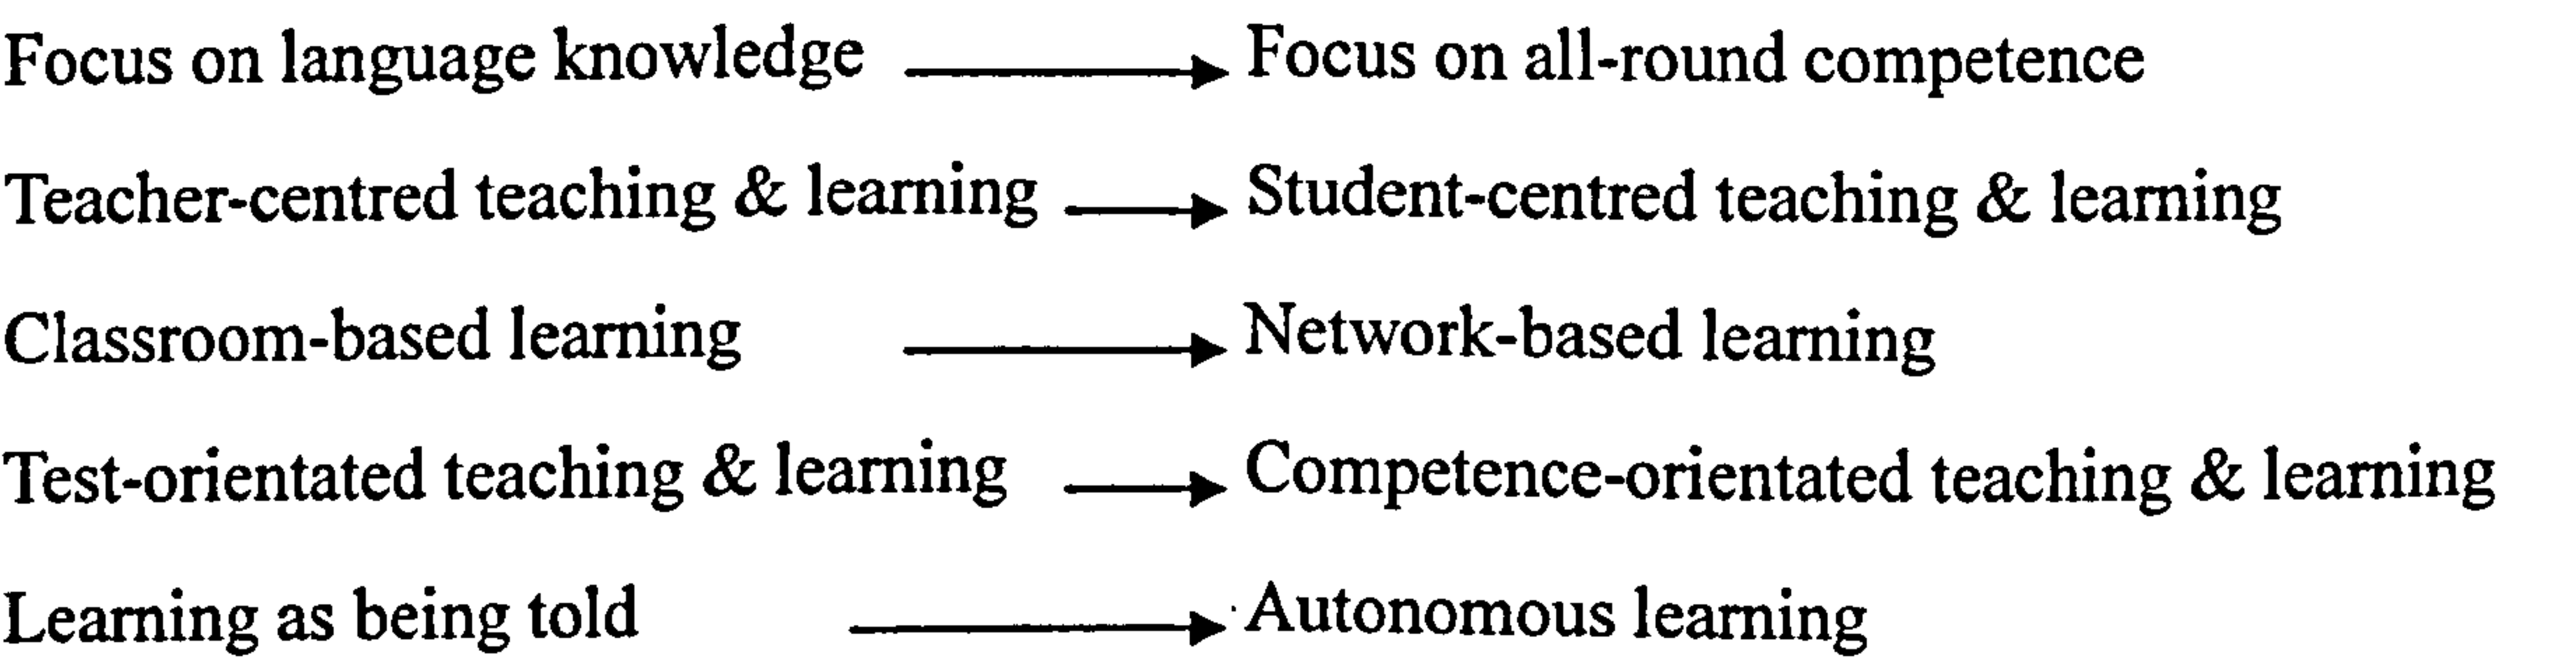 Focus on language knowledge → Focus on all-round competence
Teacher-centred teaching & learning → Student-centred teaching & learning
Classroom-based learning → Network-based learning
Test-orientated teaching & learning → Competence-orientated teaching & learning
Learning as being told → Autonomous learning